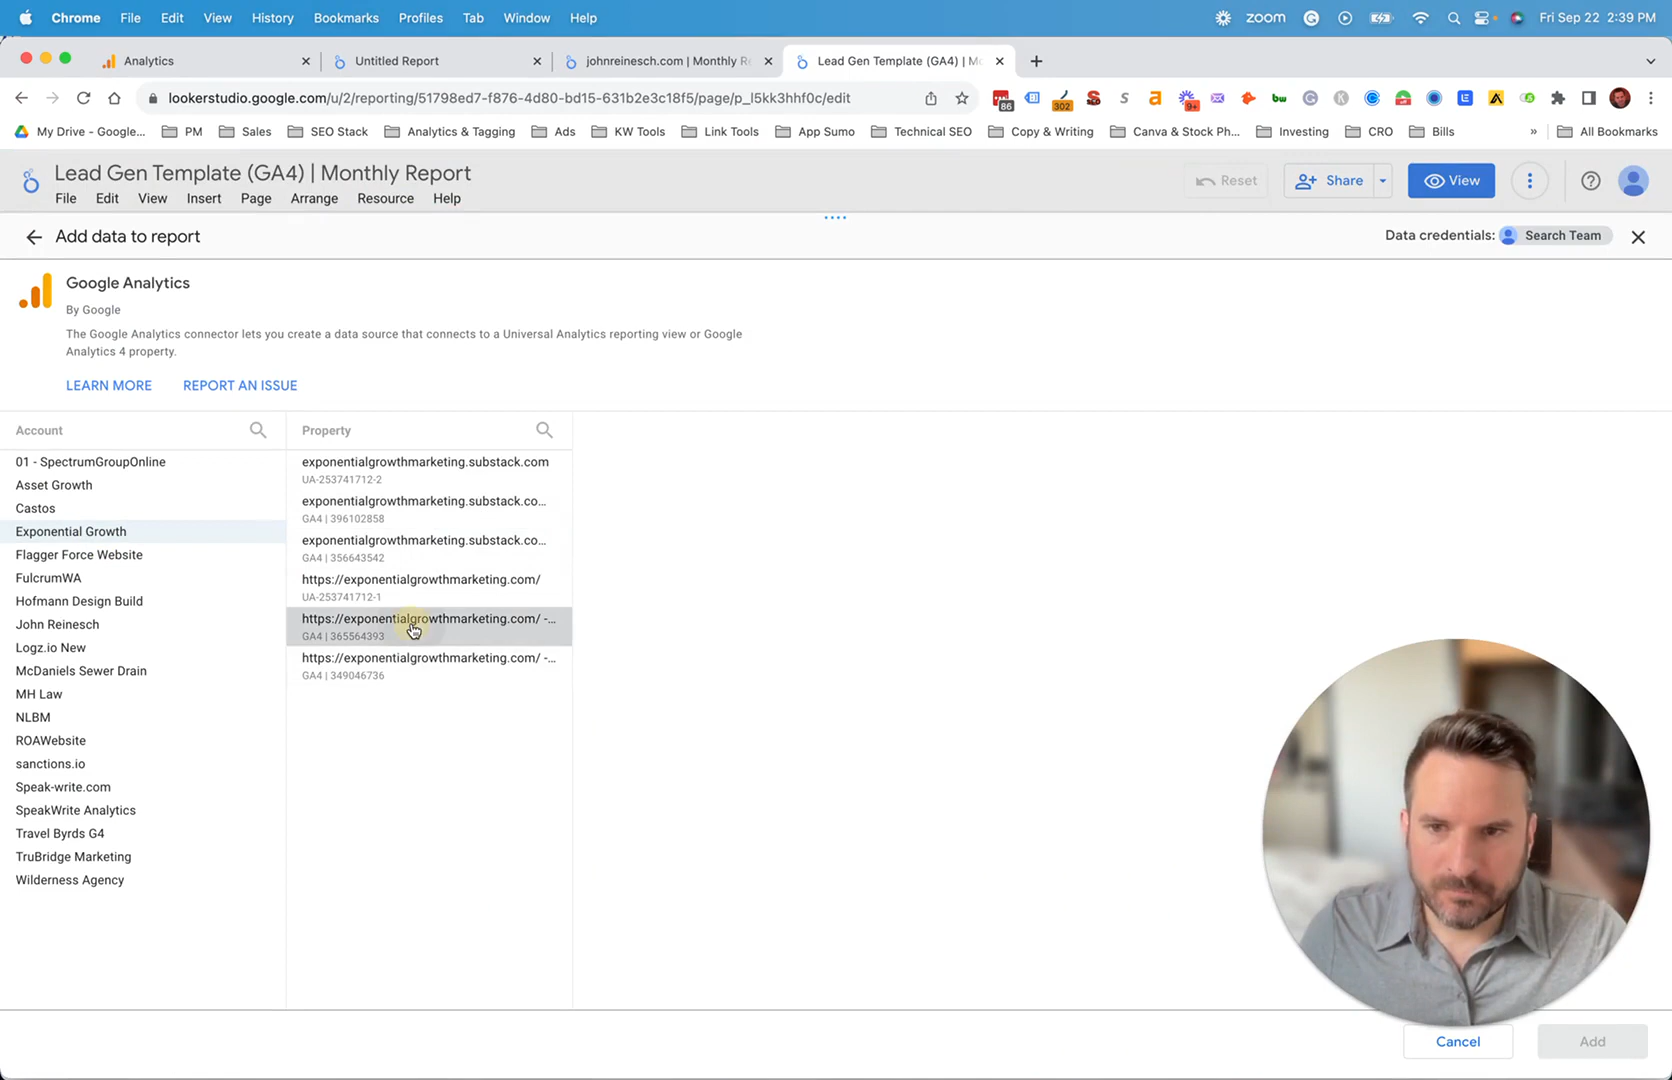 Chrome File Edit View History Bookmarks Profiles Tab Window Help zoom Fri Sep 22 2:39 PM
Analytics Untitled Report johnreinesch.com | Monthly Re Lead Gen Template (GA4) | Mo
lookerstudio.google.com/u/2/reporting/51798ed7-f876-4d80-bd15-631b2e3c18f5/page/p_l5kk3hhf0c/edit 86 302 9+
My Drive - Google... PM Sales SEO Stack Analytics & Tagging Ads KW Tools Link Tools App Sumo Technical SEO Copy & Writing Canva & Stock Ph... Investing CRO Bills » All Bookmarks
Lead Gen Template (GA4) | Monthly Report
Reset Share View
File Edit View Insert Page Arrange Resource Help
Add data to report
Data credentials: Search Team
Google Analytics
By Google
The Google Analytics connector lets you create a data source that connects to a Universal Analytics reporting view or Google
Analytics 4 property.
LEARN MORE REPORT AN ISSUE
Account
01 - SpectrumGroupOnline
Asset Growth
Castos
Exponential Growth
Flagger Force Website
FulcrumWA
Hofmann Design Build
John Reinesch
Logz.io New
McDaniels Sewer Drain
MH Law
NLBM
ROAWebsite
sanctions.io
Speak-write.com
SpeakWrite Analytics
Travel Byrds G4
TruBridge Marketing
Wilderness Agency
Property
exponentialgrowthmarketing.substack.com
UA-253741712-2
exponentialgrowthmarketing.substack.co...
GA4 | 396102858
exponentialgrowthmarketing.substack.co...
GA4 | 356643542
https://exponentialgrowthmarketing.com/
UA-253741712-1
https://exponentialgrowthmarketing.com/ -...
GA4 | 365564393
https://exponentialgrowthmarketing.com/ -...
GA4 | 349046736
Cancel Add